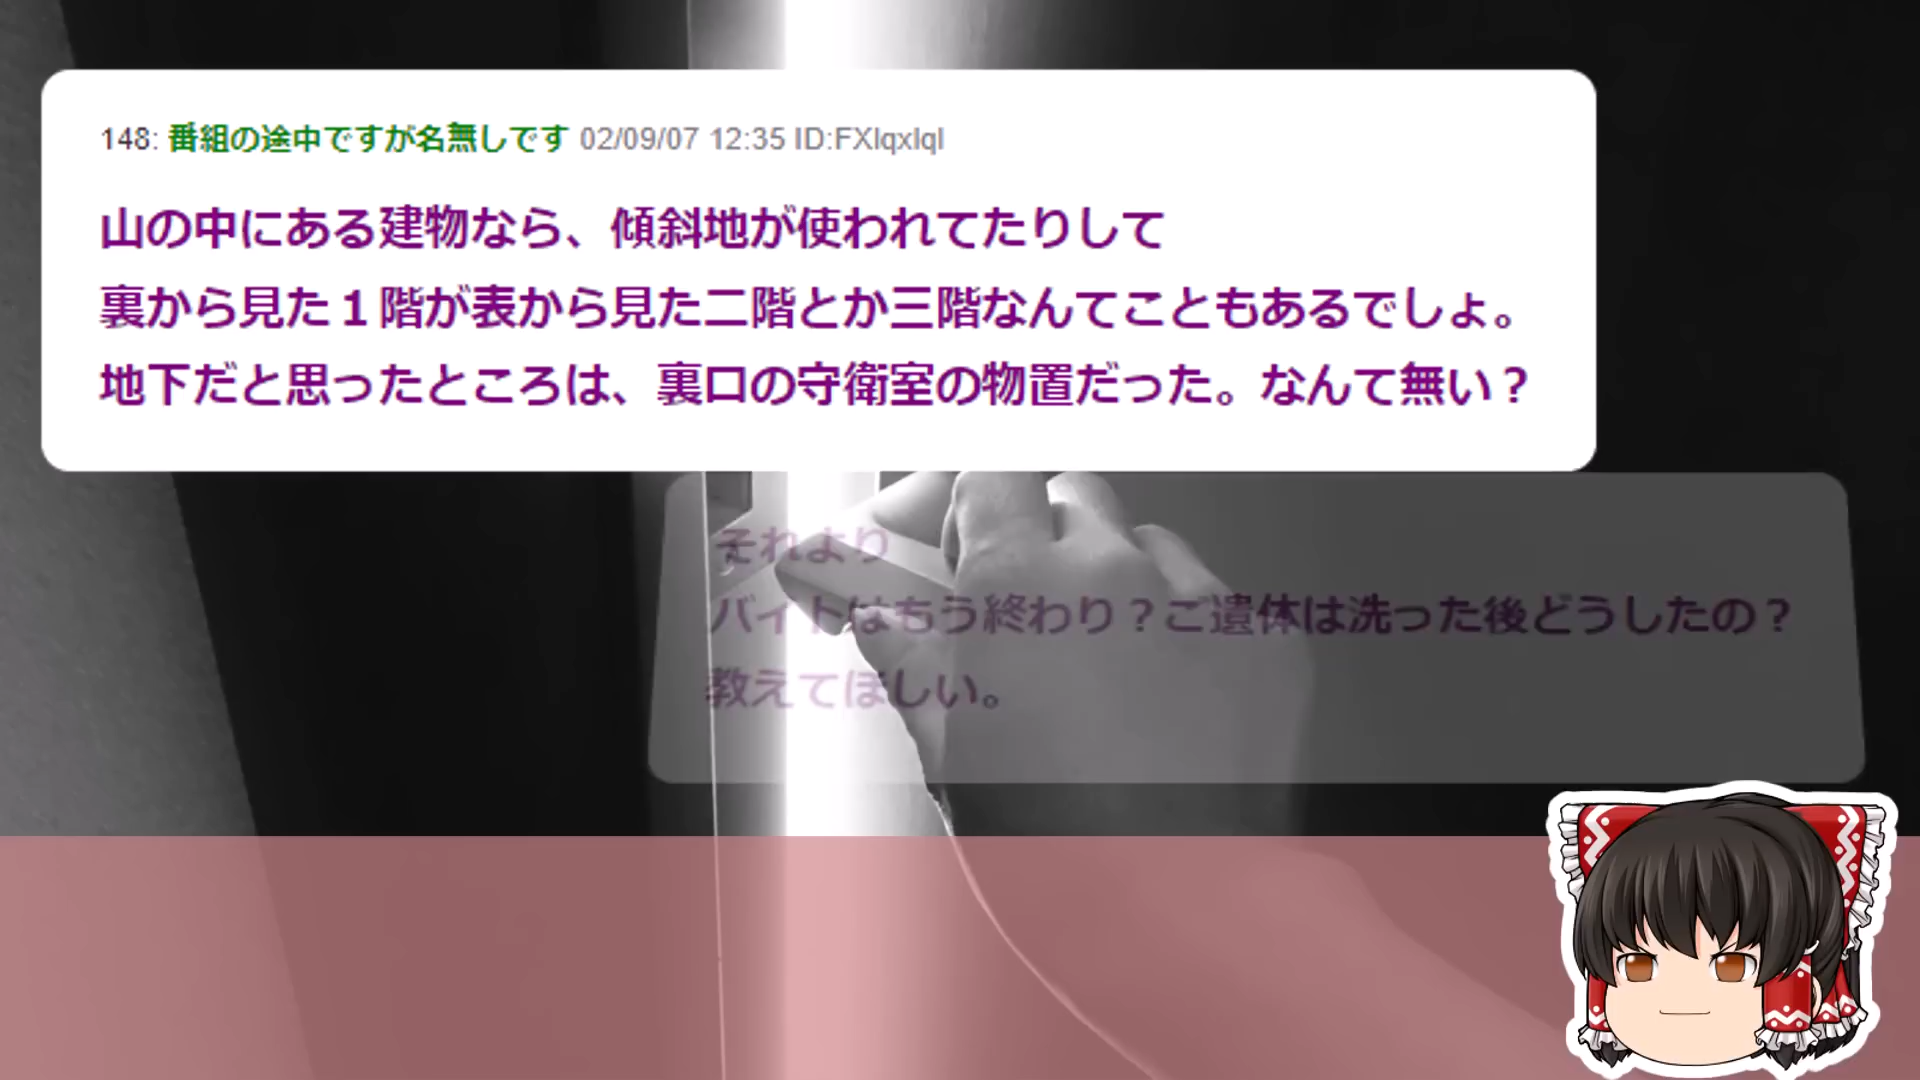 148: 番組の途中ですが名無しです 02/09/07 12:35 ID:FXlqxlql
山の中にある建物なら、傾斜地が使われてたりして
裏から見た１階が表から見た二階とか三階なんてこともあるでしょ。
地下だと思ったところは、裏口の守衛室の物置だった。なんて無い？
それより
バイトはもう終わり？ご遺体は洗った後どうしたの？
教えてほしい。